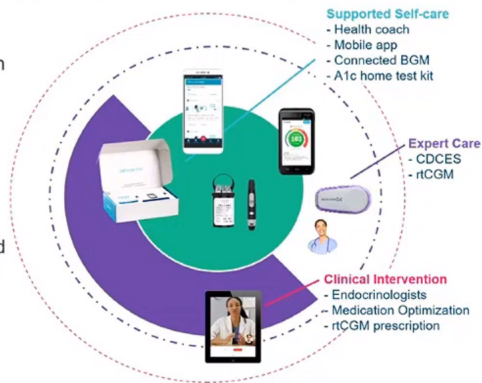 Supported Self-care
- Health coach
- Mobile app
- Connected BGM
- A1c home test kit
Expert Care
- CDCES
- rtCGM
Clinical Intervention
- Endocrinologists
- Medication Optimization
- rtCGM prescription